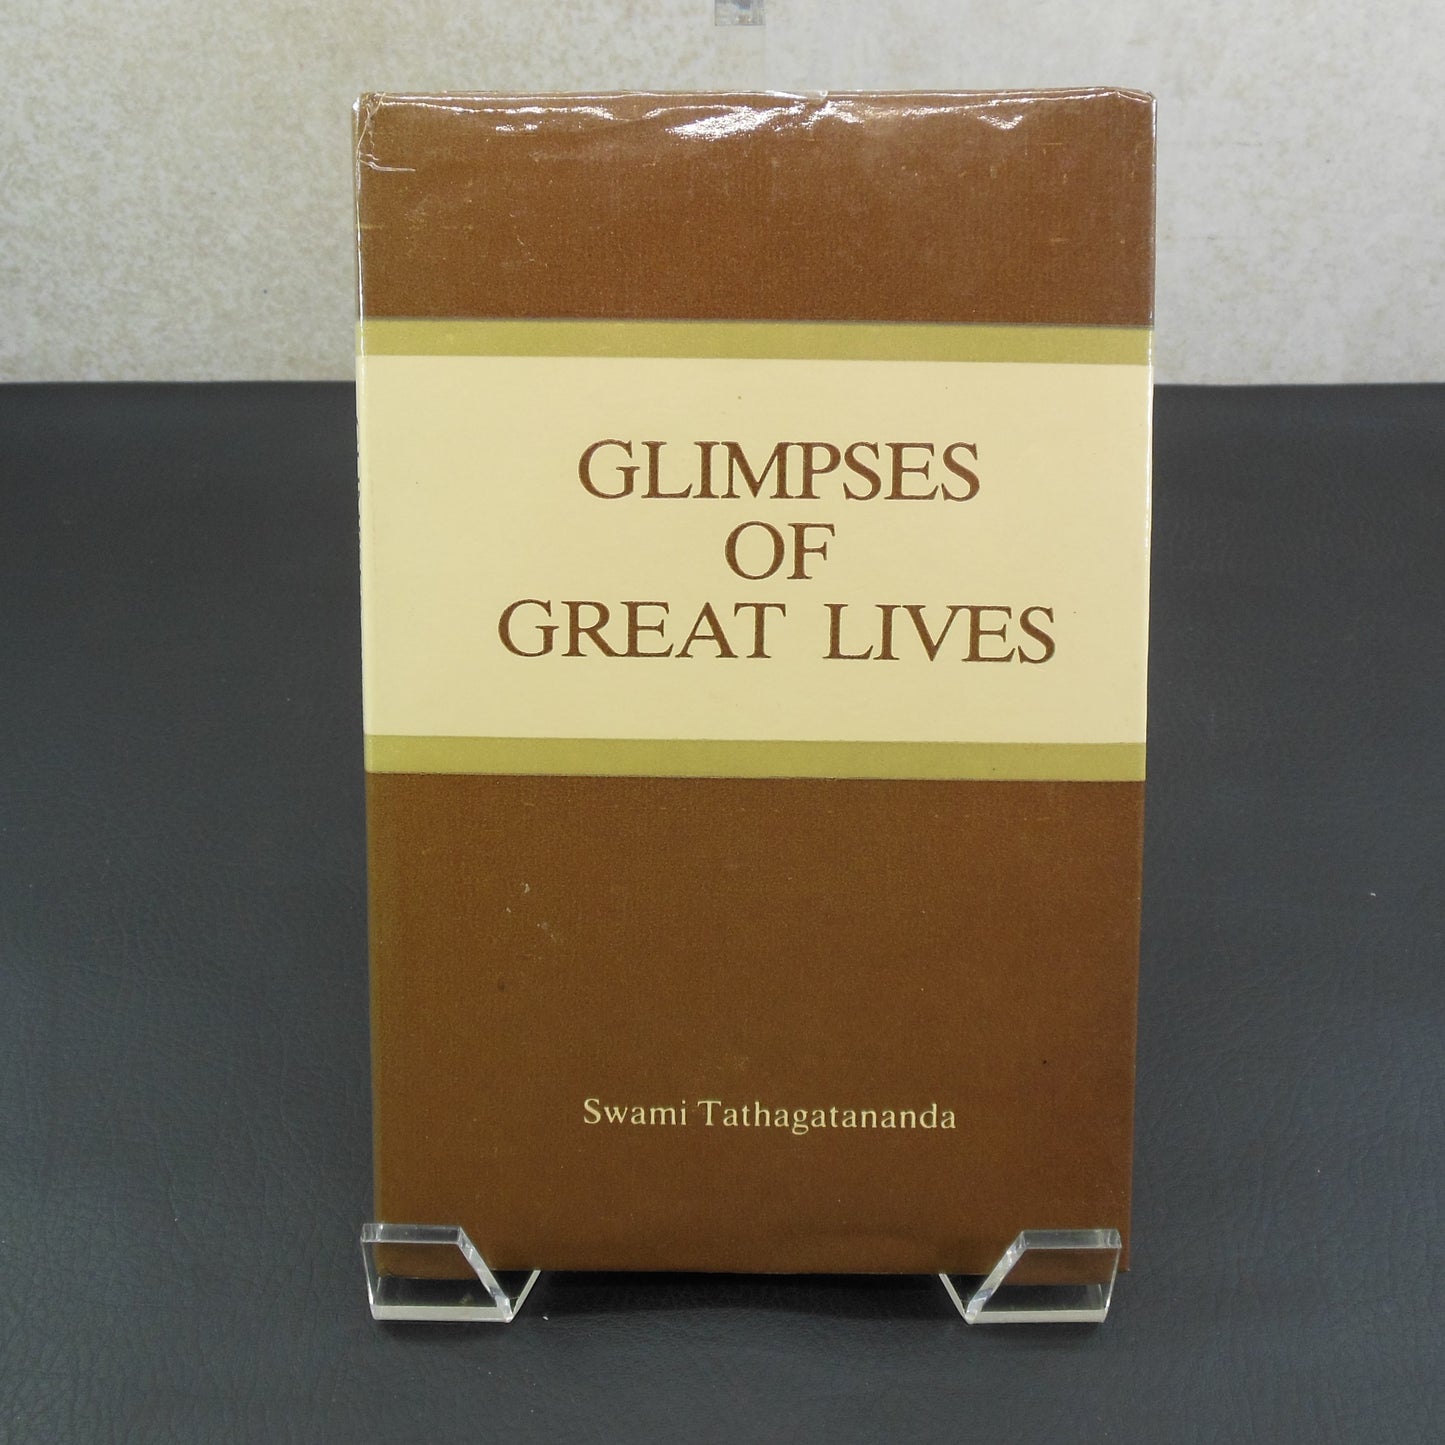 GLIMPSES
OF
GREAT LIVES
Swami Tathagatananda